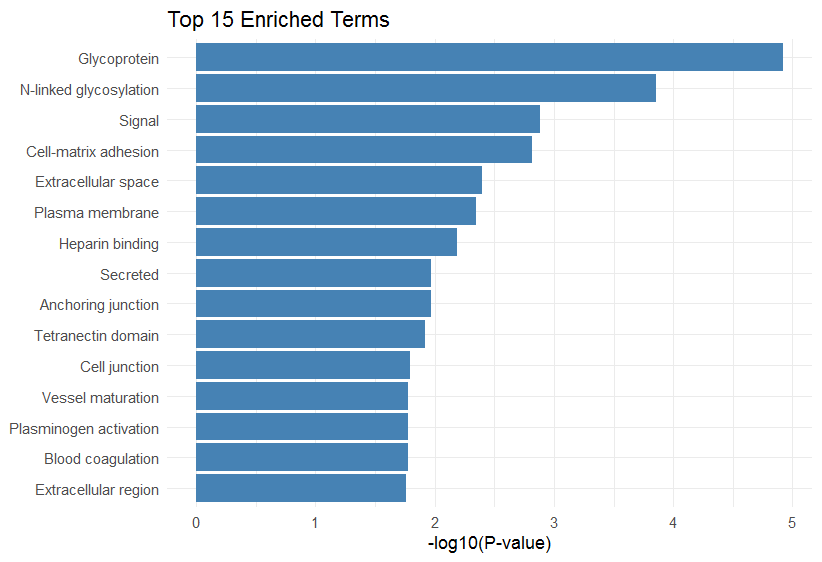 Top 15 Enriched Terms
Glycoprotein
N-linked glycosylation
Signal
Cell-matrix adhesion
Extracellular space
Plasma membrane
Heparin binding
Secreted
Anchoring junction
Tetranectin domain
Cell junction
Vessel maturation
Plasminogen activation
Blood coagulation
Extracellular region
0 1 2 3 4 5
-log10(P-value)